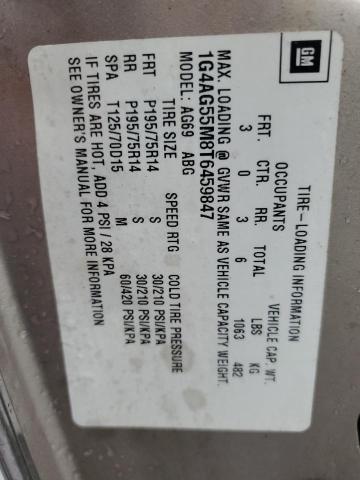 GM
TIRE-LOADING INFORMATION
OCCUPANTS VEHICLE CAP. WT.
FRT. CTR. RR. TOTAL LBS KG
3 0 3 6 1063 482
MAX. LOADING @ GVWR SAME AS VEHICLE CAPACITY WEIGHT.
1G4AG55M8T6459847
MODEL: AG69 ABG
TIRE SIZE SPEED RTG COLD TIRE PRESSURE
FRT P195/75R14 S 30/210 PSI/KPA
RR P195/75R14 S 30/210 PSI/KPA
SPA T125/70D15 M 60/420 PSI/KPA
IF TIRES ARE HOT, ADD 4 PSI/28 KPA
SEE OWNER'S MANUAL FOR MORE INFO